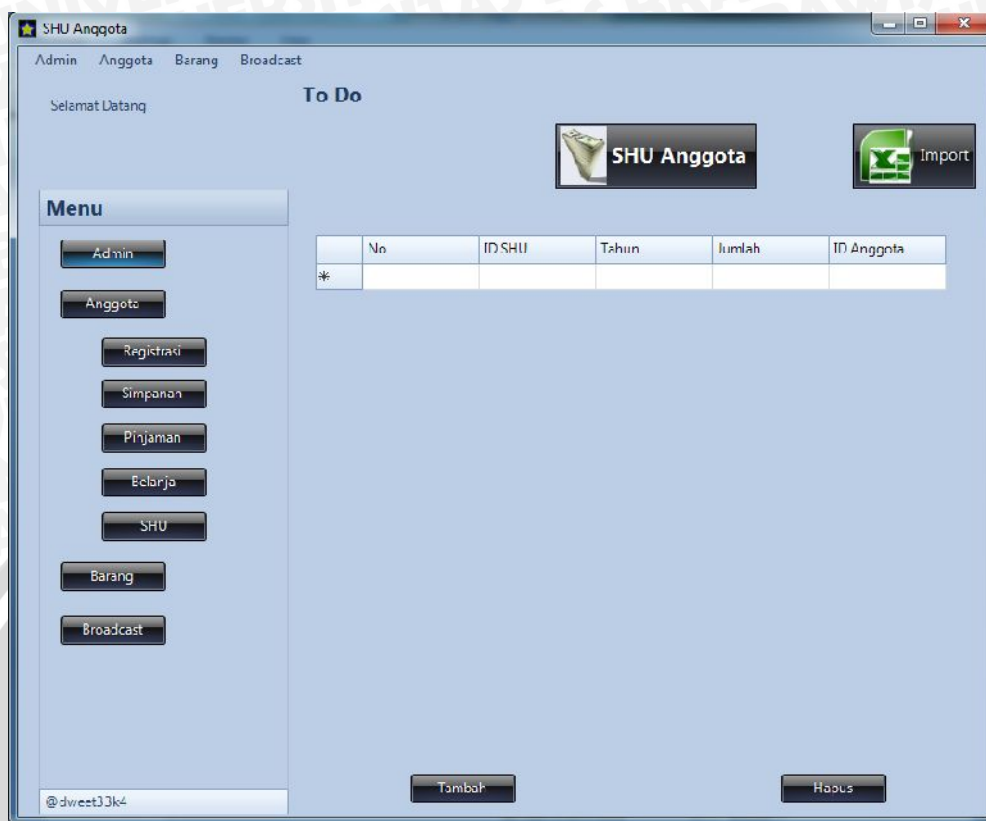 SHU Anggota
Admin Anggota Barang Broadcast
Selamat Datang
To Do
SHU Anggota
Import
Menu
No ID SHU Tahun Jumlah ID Anggota
*
Admin
Anggota
Registrasi
Simpanan
Pinjaman
Belanja
SHU
Barang
Broadcast
Tambah Hapus
@dweet33k4